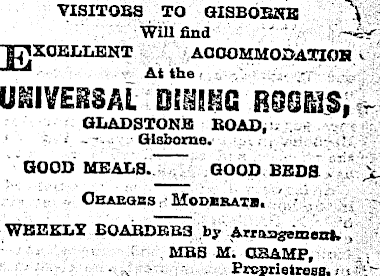 VISITORS TO GISBORNE
Will find
EXCELLENT ACCOMMODATION
At the
UNIVERSAL DINING ROOMS,
GLADSTONE ROAD,
Gisborne.
GOOD MEALS. GOOD BEDS
CHARGES MODERATE.
WEEKLY BOARDERS by Arrangement.
MRS M. CRAMP,
Proprietress.